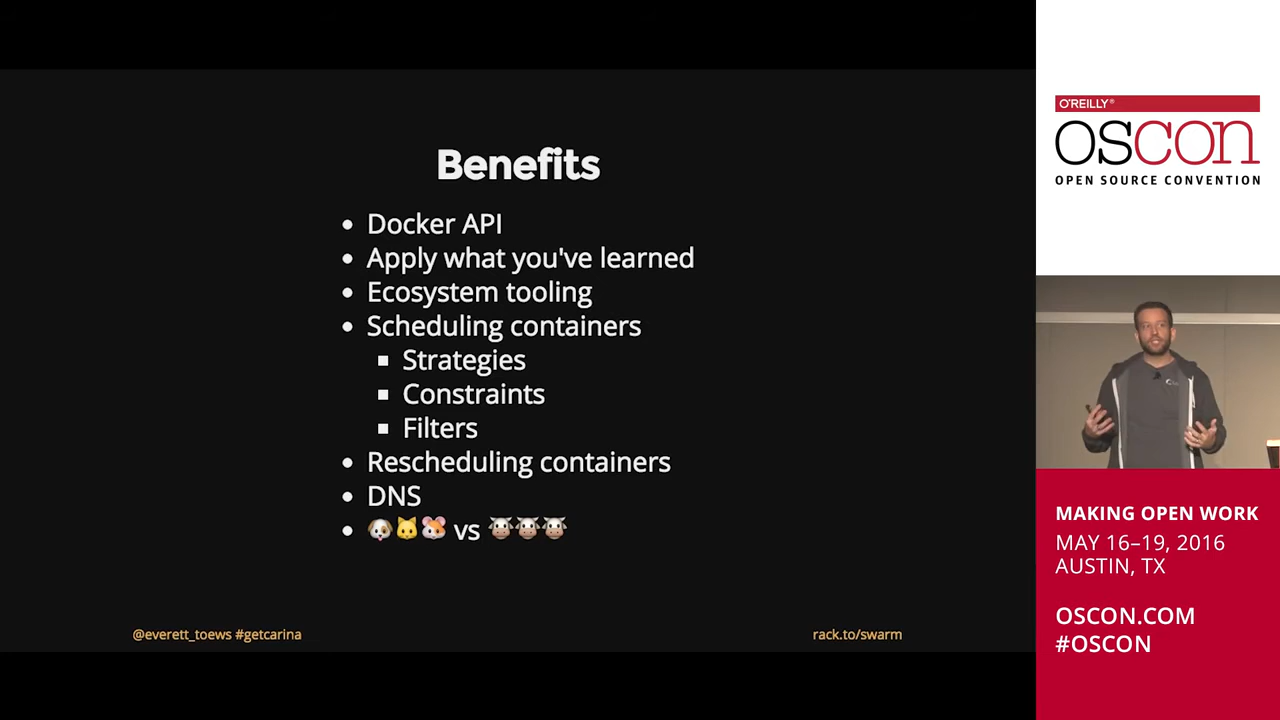 Benefits
• Docker API
• Apply what you've learned
• Ecosystem tooling
• Scheduling containers
▪ Strategies
▪ Constraints
▪ Filters
• Rescheduling containers
• DNS
• 🐶🐱🐹 vs 🐮🐮🐮
@everett_toews #getcarina
rack.to/swarm
O'REILLY®
OSCON
OPEN SOURCE CONVENTION
MAKING OPEN WORK
MAY 16–19, 2016
AUSTIN, TX
OSCON.COM
#OSCON